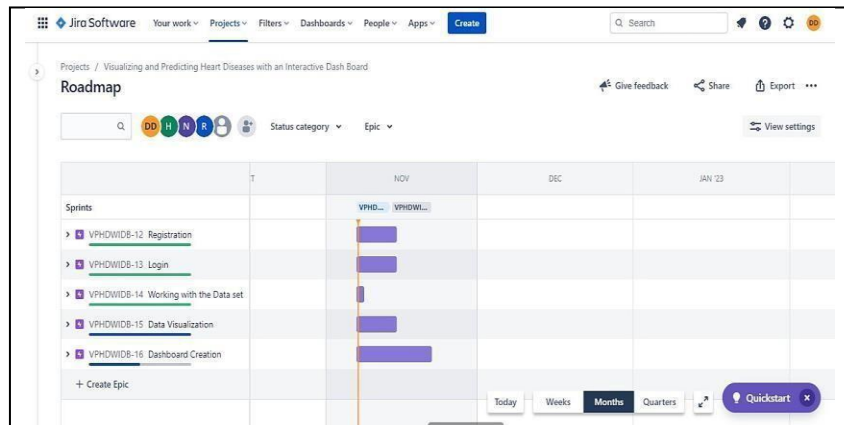 Jira Software Your work Projects Filters Dashboards People Apps Create Search DD
Projects / Visualizing and Predicting Heart Diseases with an Interactive Dash Board
Roadmap Give feedback Share Export
DD H N R Status category Epic View settings
T NOV DEC JAN '23
Sprints VPHD... VPHDWI...
VPHDWIDB-12 Registration
VPHDWIDB-13 Login
VPHDWIDB-14 Working with the Data set
VPHDWIDB-15 Data Visualization
VPHDWIDB-16 Dashboard Creation
+ Create Epic
Today Weeks Months Quarters Quickstart